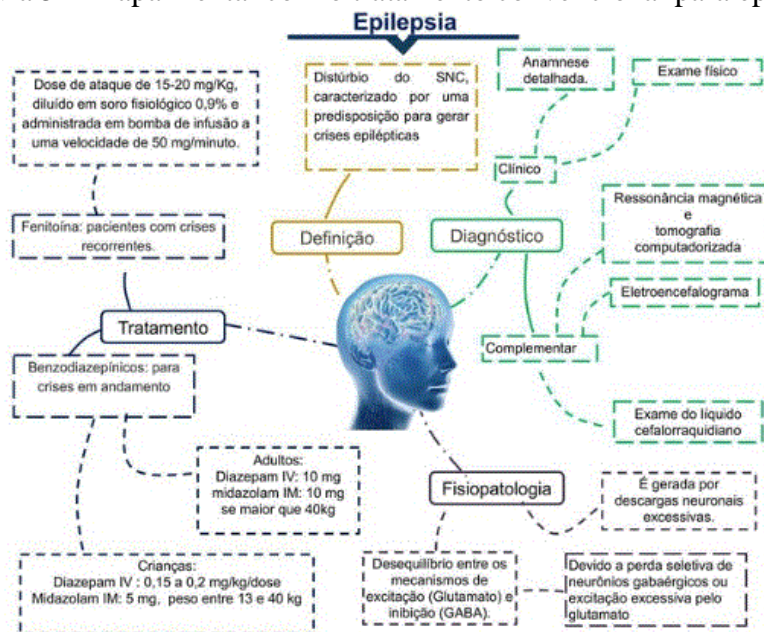 Epilepsia
Dose de ataque de 15-20 mg/Kg,
diluído em soro fisiológico 0,9% e
administrada em bomba de infusão a
uma velocidade de 50 mg/minuto.
Fenitoína: pacientes com crises
recorrentes.
Tratamento
Benzodiazepínicos: para
crises em andamento
Adultos:
Diazepam IV: 10 mg
midazolam IM: 10 mg
se maior que 40kg
Crianças:
Diazepam IV : 0,15 a 0,2 mg/kg/dose
Midazolam IM: 5 mg, peso entre 13 e 40 kg
Distúrbio do SNC,
caracterizado por uma
predisposição para gerar
crises epilépticas
Definição
Anamnese
detalhada.
Exame físico
Clínico
Diagnóstico
Ressonância magnética
e
tomografia
computadorizada
Eletroencefalograma
Complementar
Exame do líquido
cefalorraquidiano
Fisiopatologia
É gerada por
descargas neuronais
excessivas.
Desequilíbrio entre os
mecanismos de
excitação (Glutamato) e
inibição (GABA).
Devido a perda seletiva de
neurônios gabaérgicos ou
excitação excessiva pelo
glutamato